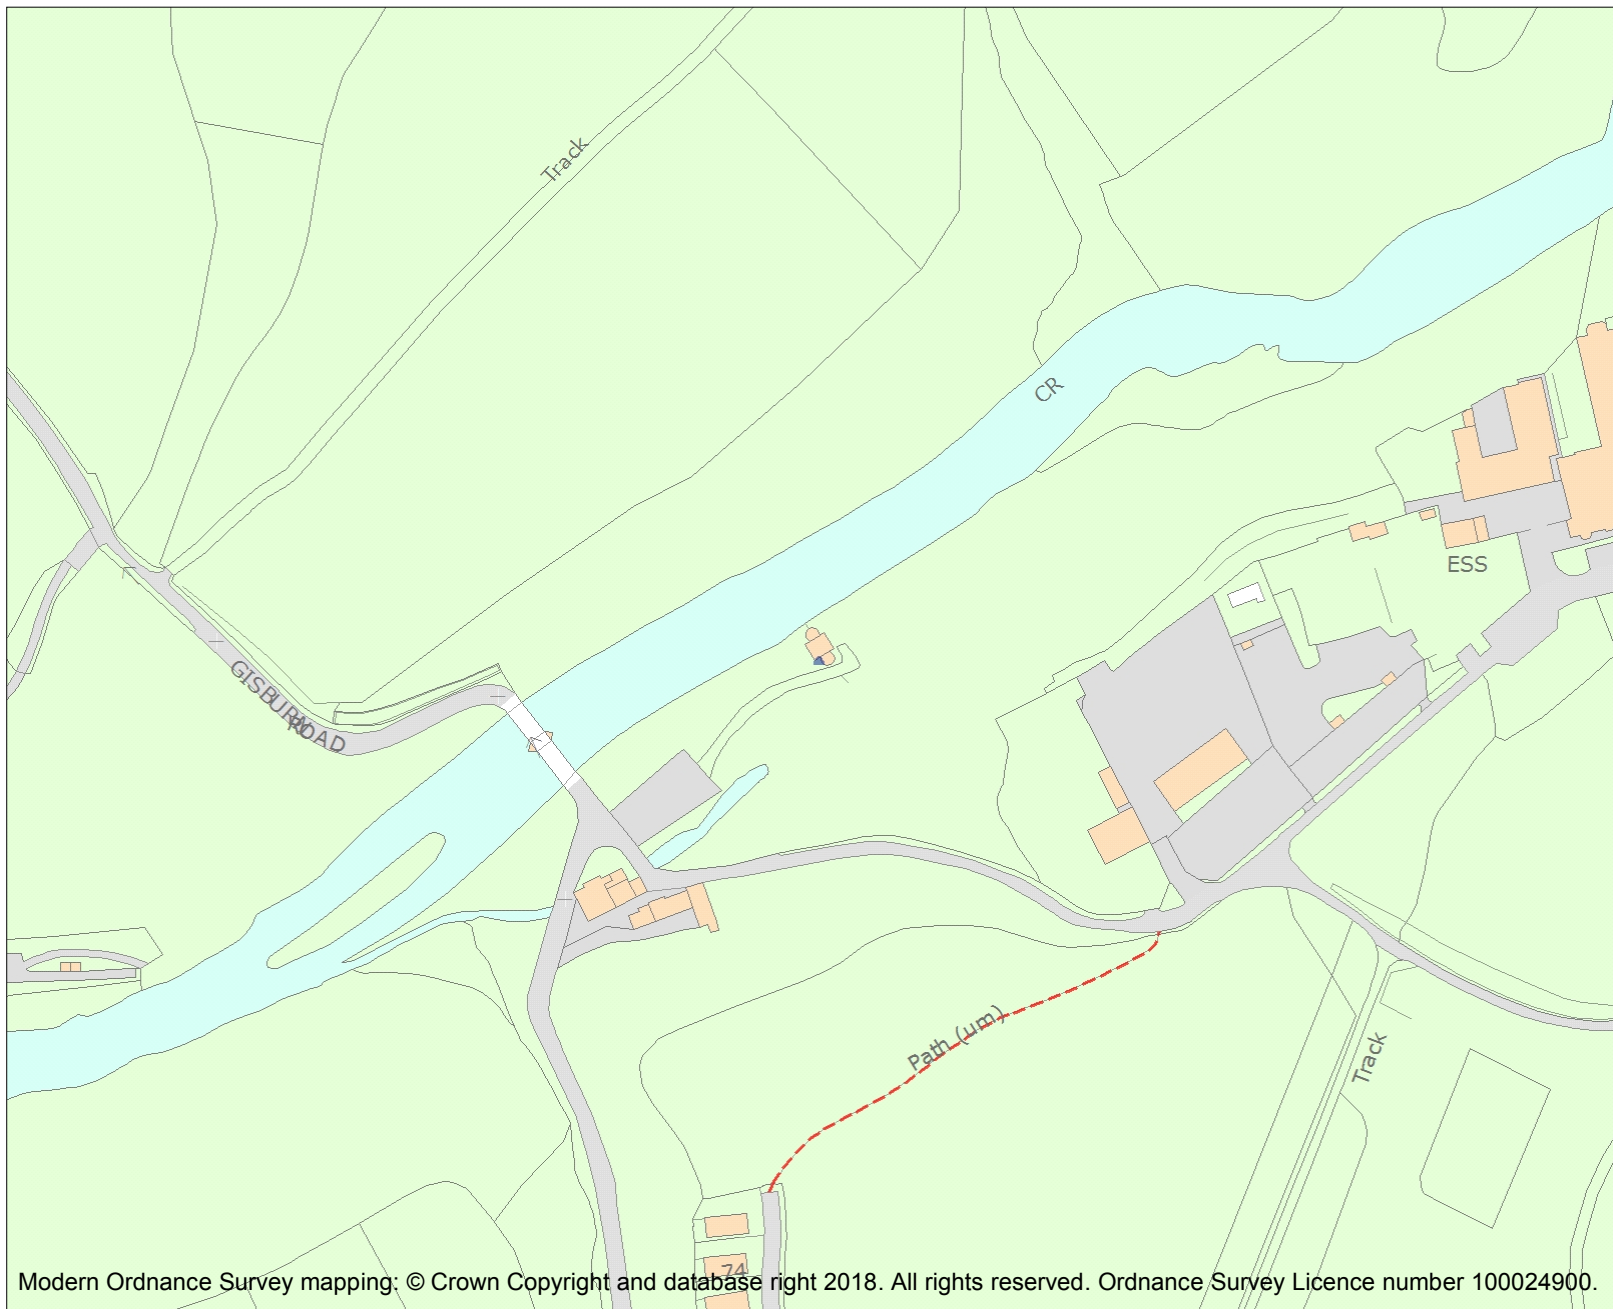 Track
CR
ESS
GISBURN
ROAD
Path (um)
Track
74
Modern Ordnance Survey mapping: © Crown Copyright and database right 2018. All rights reserved. Ordnance Survey Licence number 100024900.